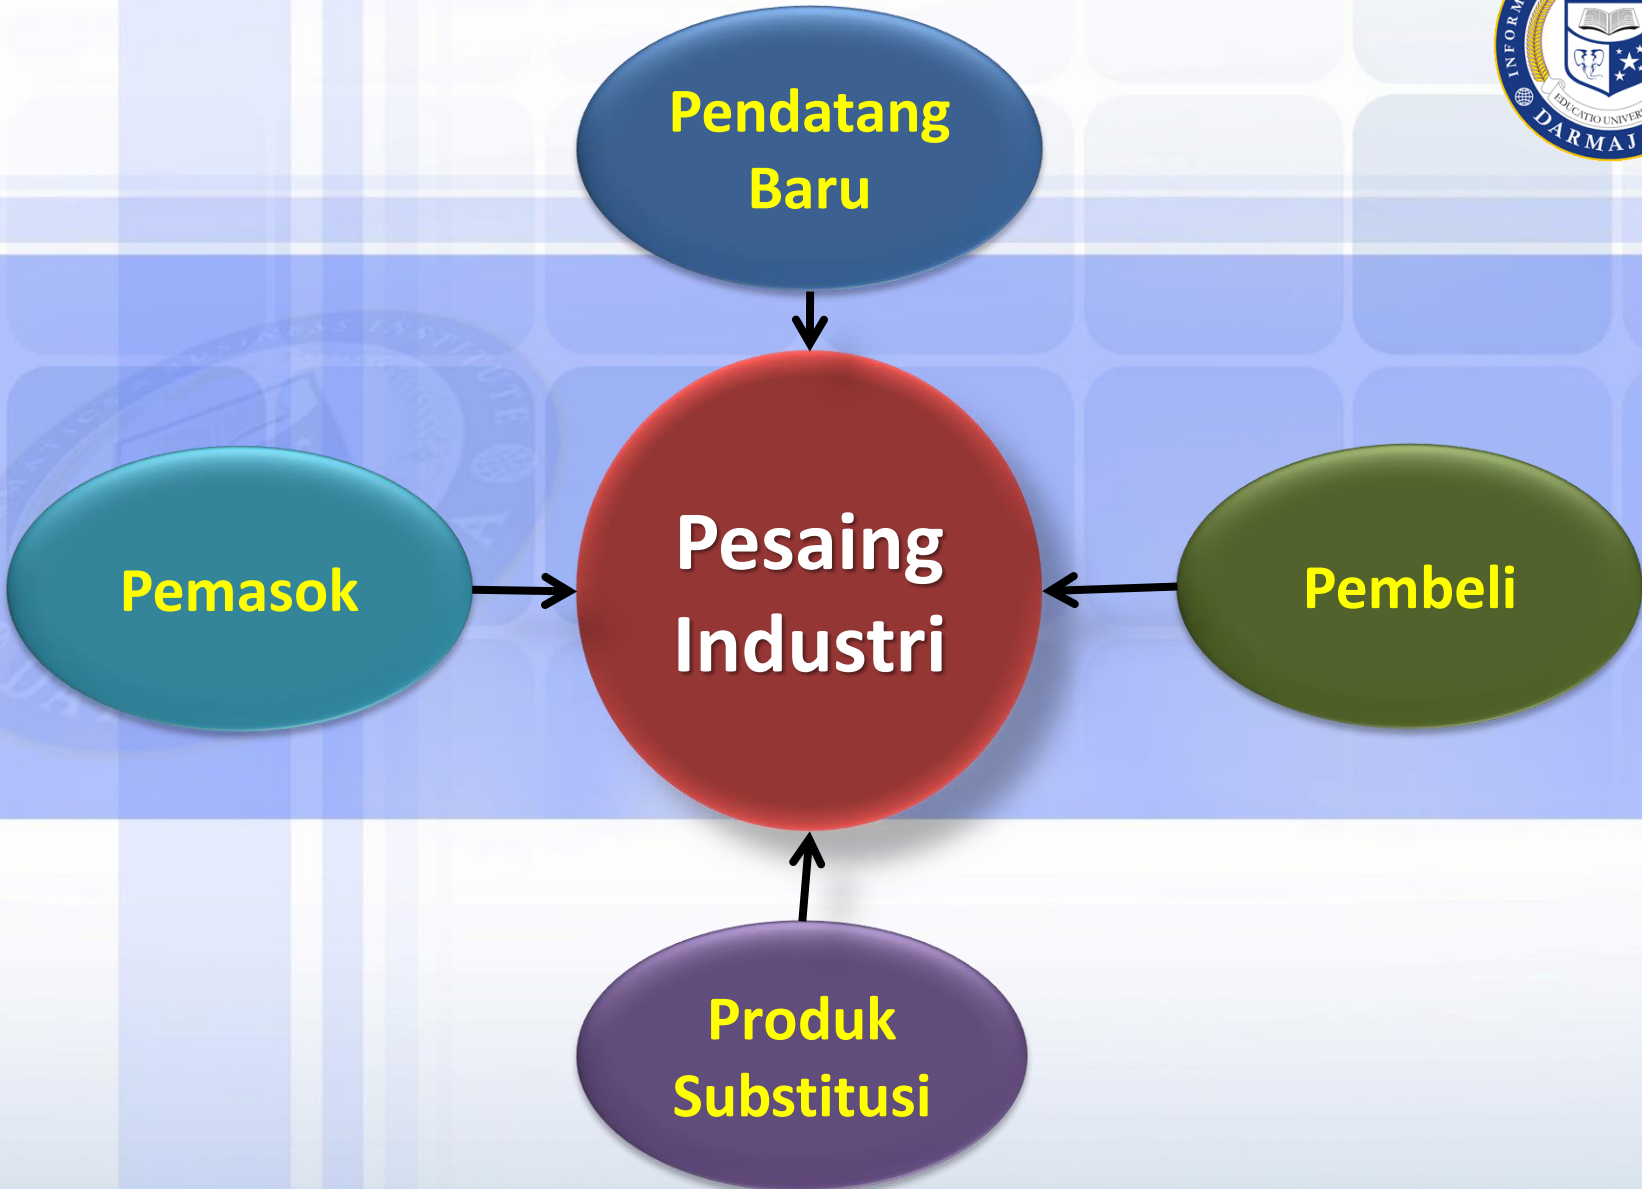 Pendatang
Baru
Pemasok
Pesaing
Industri
Pembeli
Produk
Substitusi